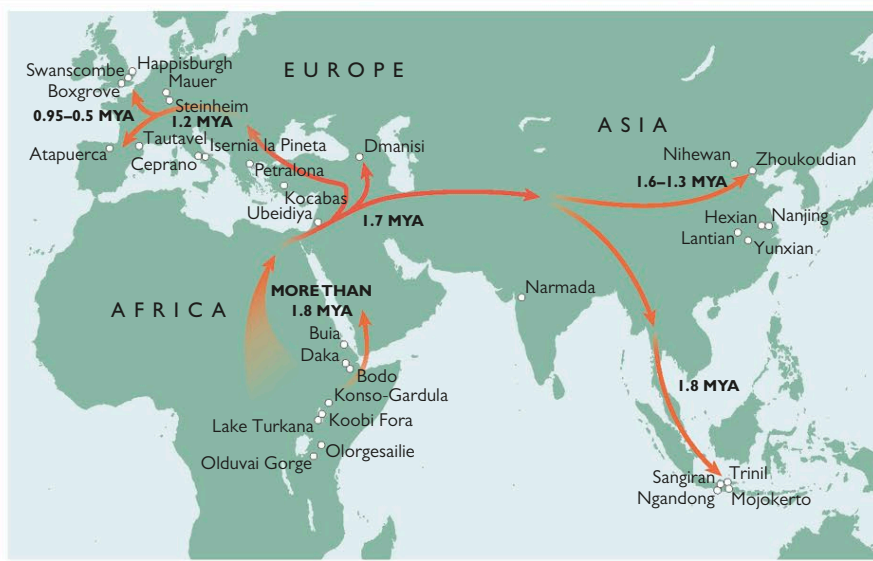 EUROPE
ASIA
AFRICA
Happisburgh
Swanscombe
Mauer
Boxgrove
Steinheim
0.95–0.5 MYA
1.2 MYA
Tautavel
Isernia la Pineta
Atapuerca
Ceprano
Petralona
Dmanisi
Kocabas
Ubeidiya
1.7 MYA
Nihewan
Zhoukoudian
1.6–1.3 MYA
Hexian
Nanjing
Lantian
Yunxian
Narmada
MORE THAN
1.8 MYA
Buia
Daka
Bodo
Konso-Gardula
Lake Turkana
Koobi Fora
Olorgesailie
Olduvai Gorge
1.8 MYA
Sangiran
Trinil
Ngandong
Mojokerto